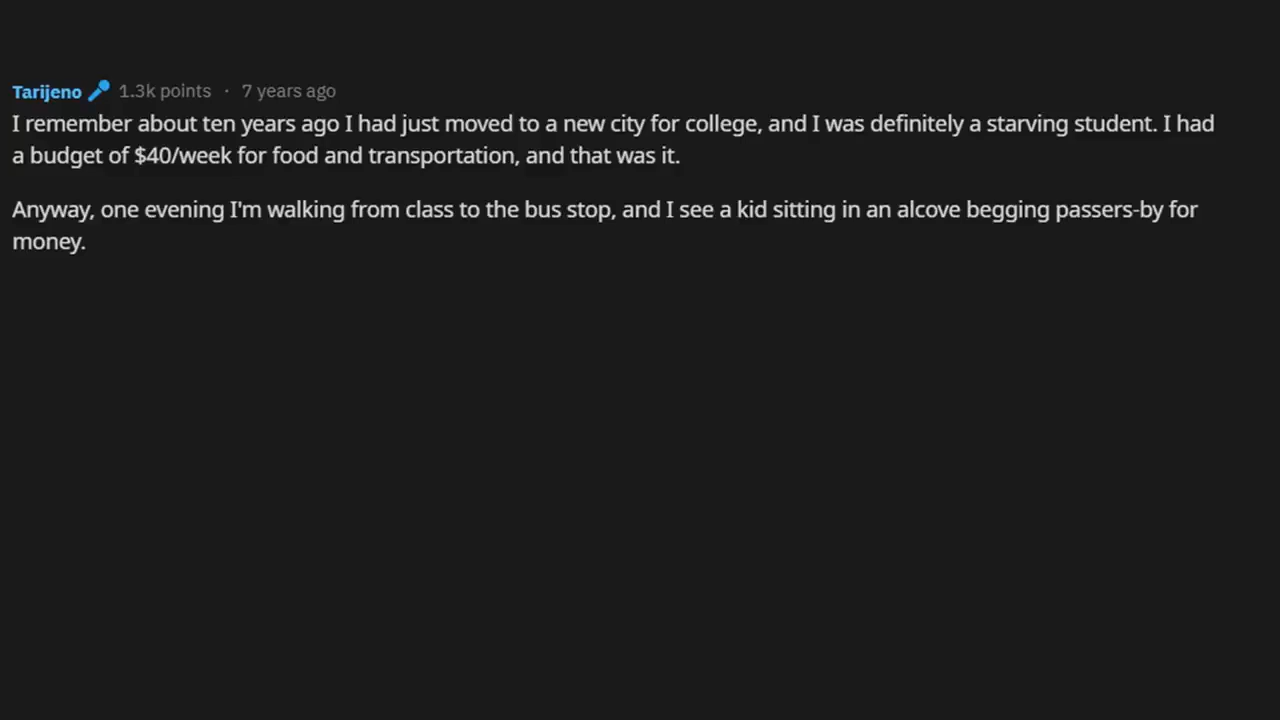 Tarijeno 1.3k points · 7 years ago
I remember about ten years ago I had just moved to a new city for college, and I was definitely a starving student. I had
a budget of $40/week for food and transportation, and that was it.
Anyway, one evening I'm walking from class to the bus stop, and I see a kid sitting in an alcove begging passers-by for
money.